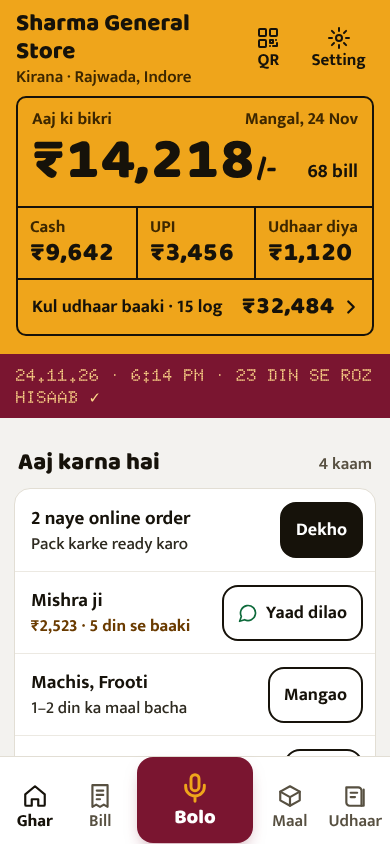 Sharma General
Store
Kirana · Rajwada, Indore
QR
Setting
Aaj ki bikri
Mangal, 24 Nov
₹14,218/-
68 bill
Cash
₹9,642
UPI
₹3,456
Udhaar diya
₹1,120
Kul udhaar baaki · 15 log
₹32,484
24.11.26 · 6:14 PM · 23 DIN SE ROZ
HISAAB ✓
Aaj karna hai
4 kaam
2 naye online order
Pack karke ready karo
Dekho
Mishra ji
₹2,523 · 5 din se baaki
Yaad dilao
Machis, Frooti
1–2 din ka maal bacha
Mangao
Ghar
Bill
Bolo
Maal
Udhaar